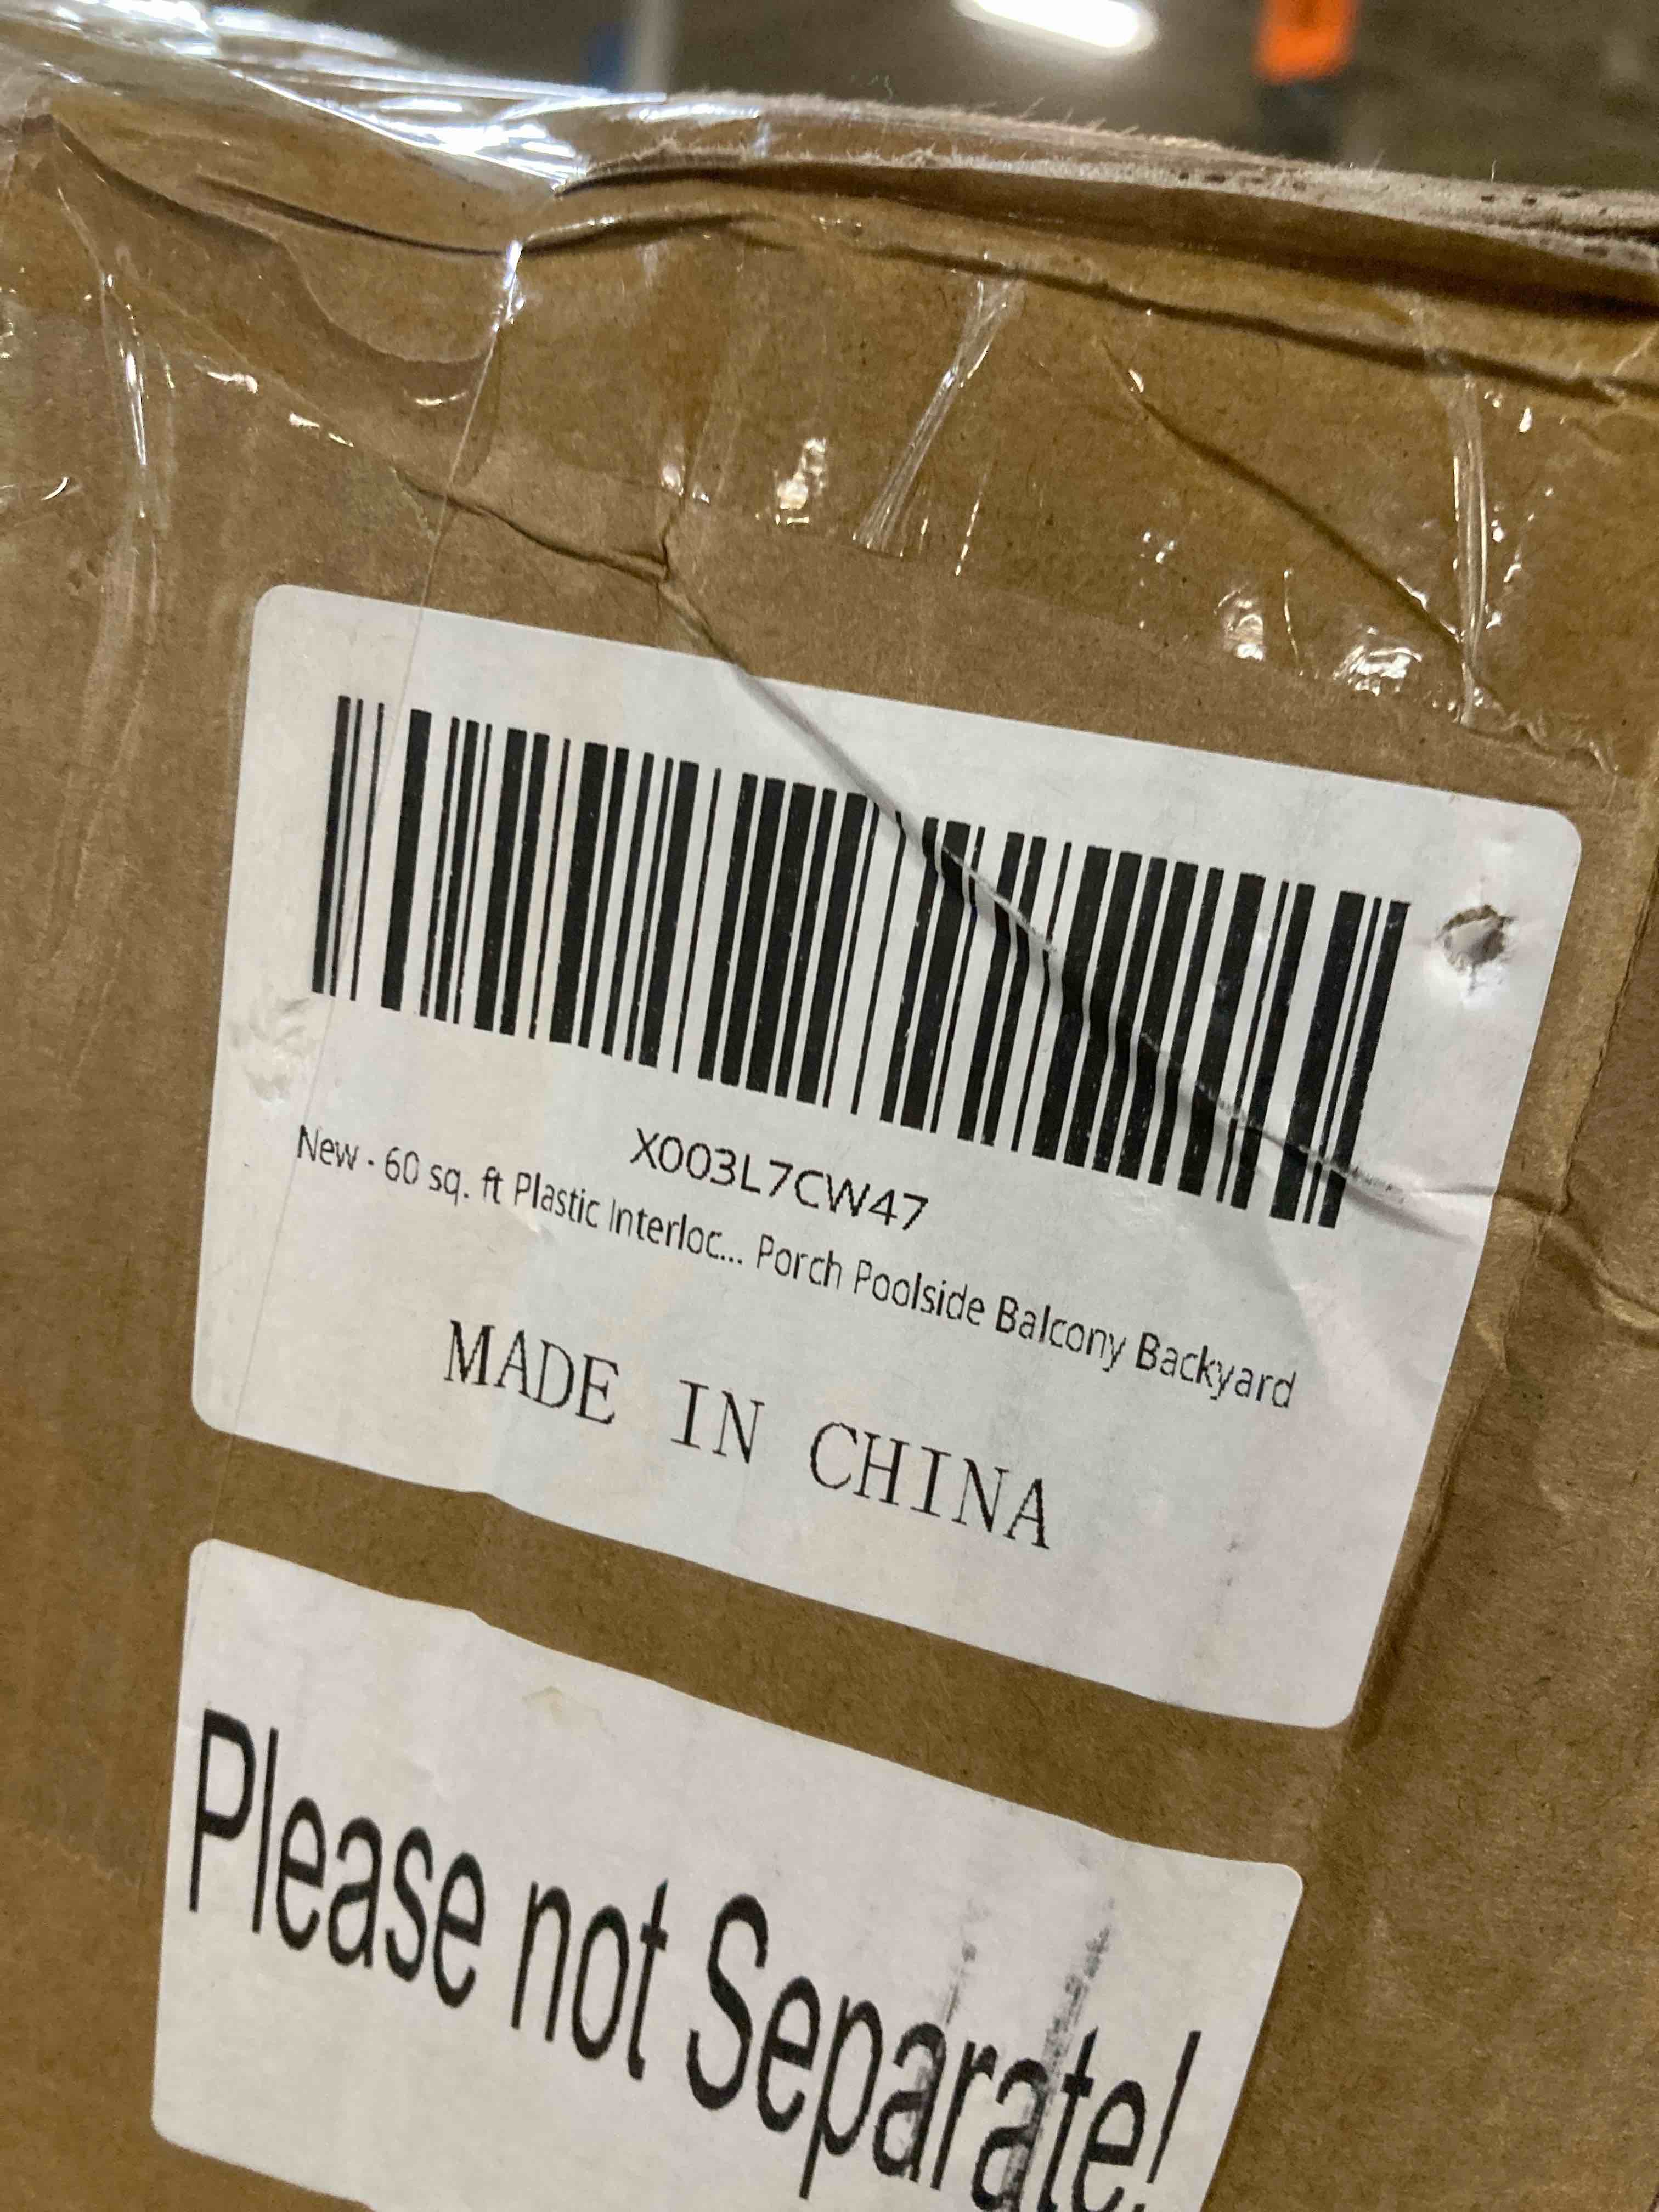 X003L7CW47
New - 60 sq. ft Plastic Interloc... Porch Poolside Balcony Backyard
MADE IN CHINA
Please not Separate!